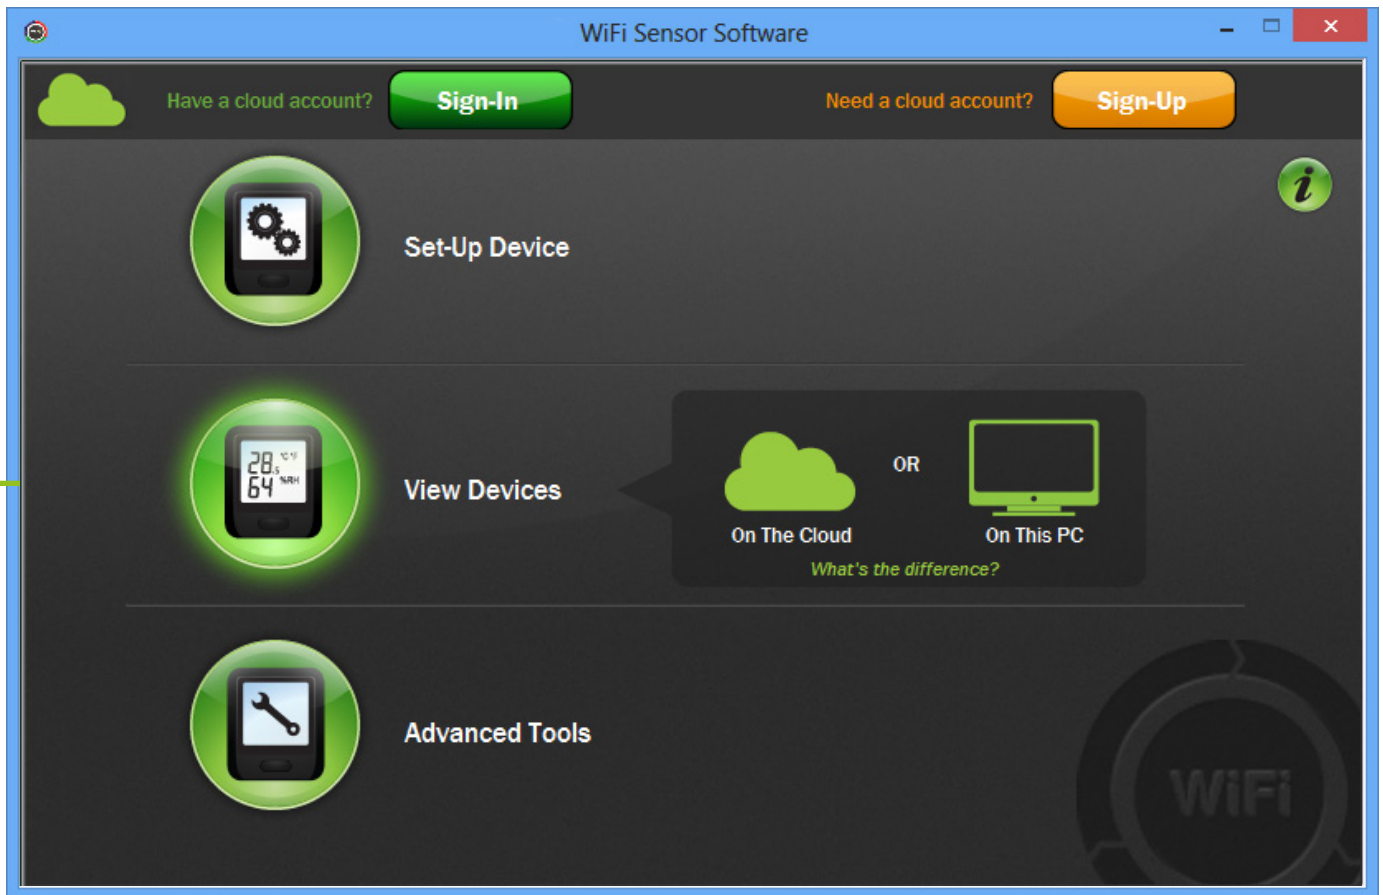 WiFi Sensor Software
Have a cloud account? Sign-In Need a cloud account? Sign-Up
i
Set-Up Device
28.5 °C °F
64 %RH
View Devices
OR
On The Cloud On This PC
What's the difference?
Advanced Tools
WiFi